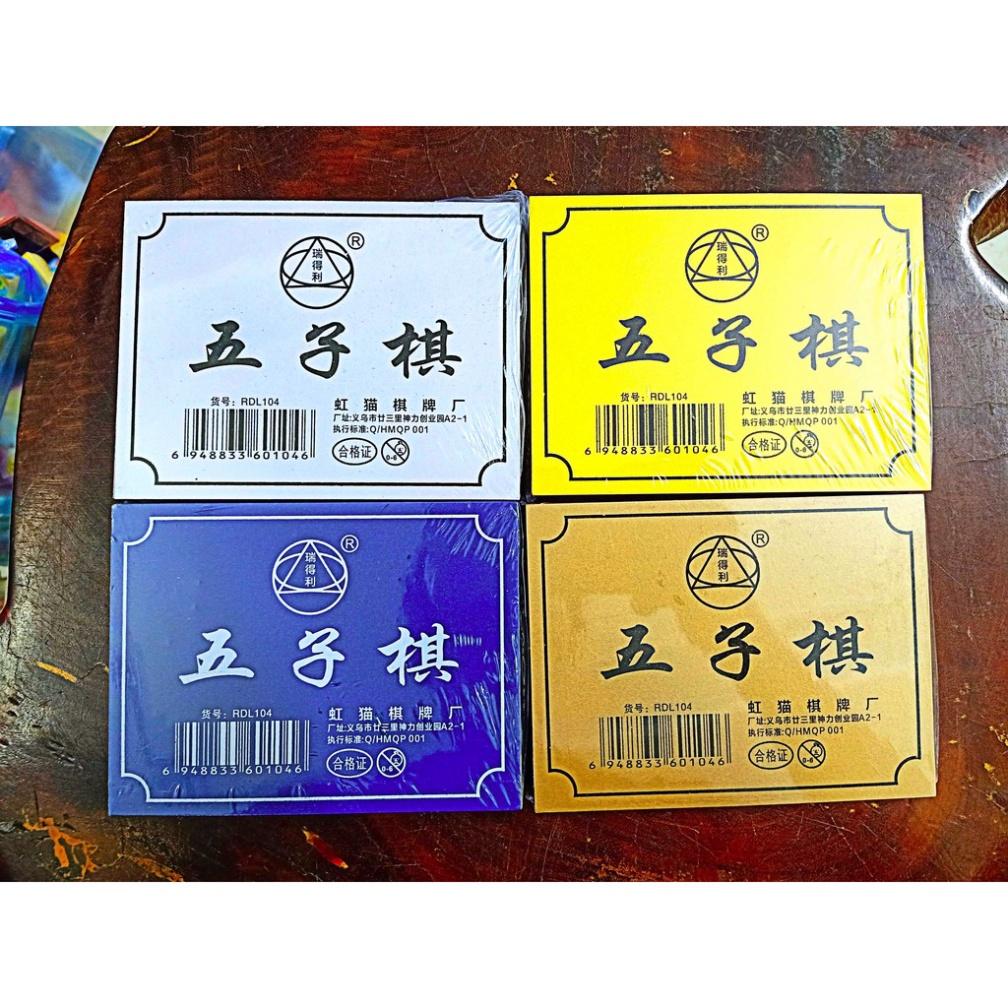 瑞得利
®
五子棋
货号：RDL104
虹猫棋牌厂
厂址:义乌市廿三里神力创业园A2-1
执行标准:Q/HMQP 001
合格证
0-6
6 948833 601046
瑞得利
®
五子棋
货号：RDL104
虹猫棋牌厂
厂址:义乌市廿三里神力创业园A2-1
执行标准:Q/HMQP 001
合格证
0-6
6 948833 601046
瑞得利
®
五子棋
货号：RDL104
虹猫棋牌厂
厂址:义乌市廿三里神力创业园A2-1
执行标准:Q/HMQP 001
合格证
0-6
6 948833 601046
瑞得利
®
五子棋
货号：RDL104
虹猫棋牌厂
厂址:义乌市廿三里神力创业园A2-1
执行标准:Q/HMQP 001
合格证
0-6
6 948833 601046